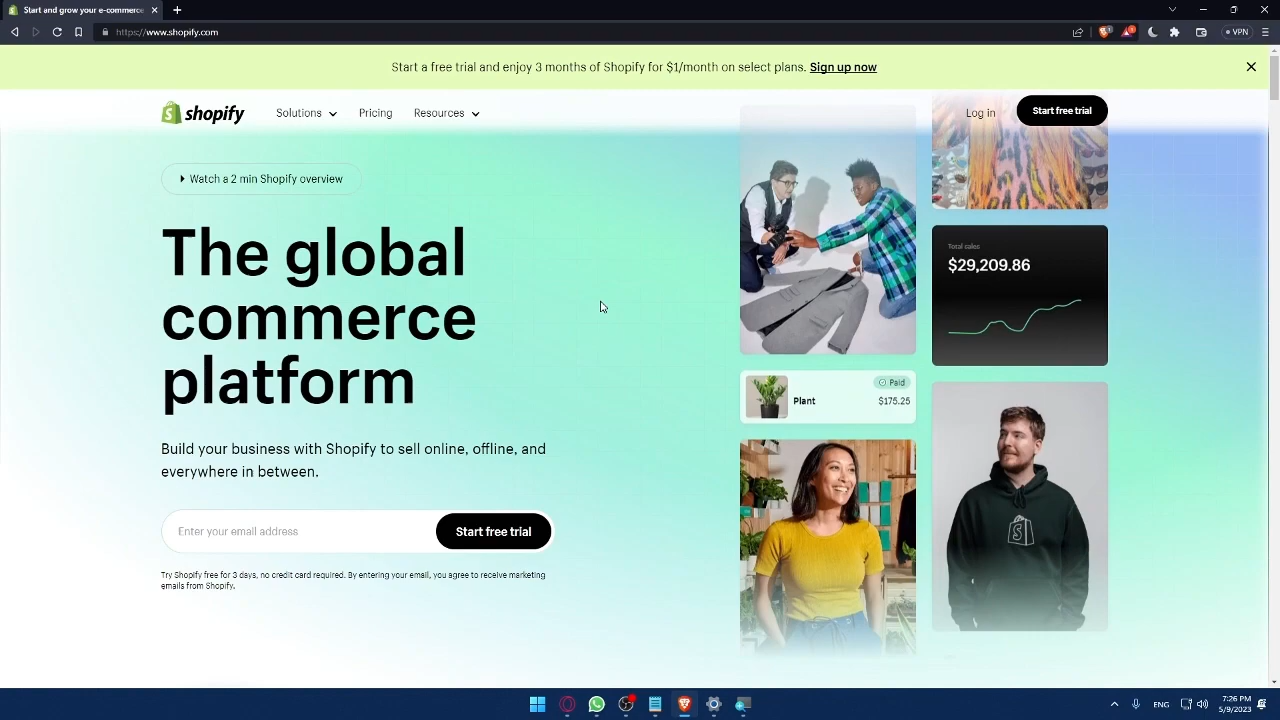 Start and grow your e-commerce
https://www.shopify.com
VPN
Start a free trial and enjoy 3 months of Shopify for $1/month on select plans. Sign up now
shopify
Solutions
Pricing
Resources
Log in
Start free trial
Watch a 2 min Shopify overview
The global
commerce
platform
Build your business with Shopify to sell online, offline, and
everywhere in between.
Enter your email address
Start free trial
Try Shopify free for 3 days, no credit card required. By entering your email, you agree to receive marketing
emails from Shopify.
Total sales
$29,209.86
Paid
Plant
$175.25
ENG
7:26 PM
5/9/2023